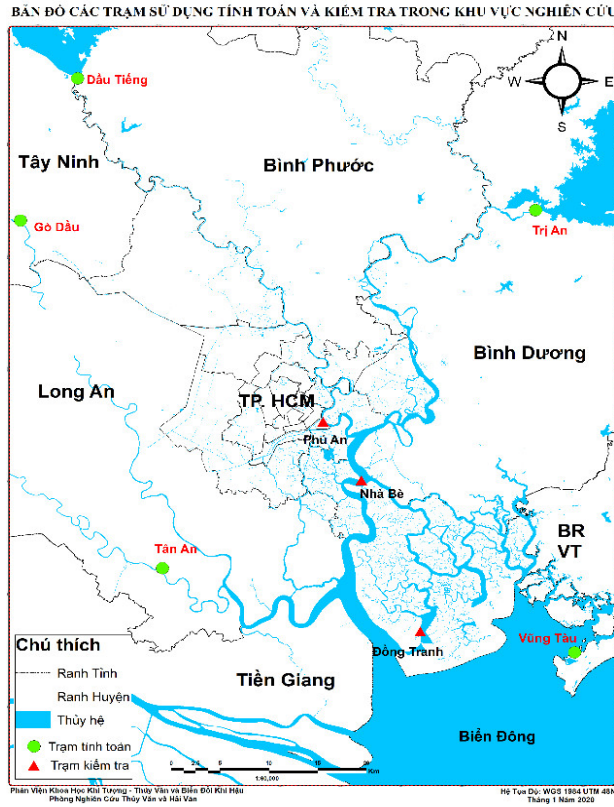 BẢN ĐỒ CÁC TRẠM SỬ DỤNG TÍNH TOÁN VÀ KIỂM TRA TRONG KHU VỰC NGHIÊN CỨU
N
W E
S
Dầu Tiếng
Tây Ninh
Bình Phước
Gò Dầu
Trị An
Bình Dương
Long An
TP. HCM
Phú An
Nhà Bè
BR
VT
Tân An
Vũng Tàu
Đồng Tranh
Tiền Giang
Biển Đông
Chú thích
Ranh Tỉnh
Ranh Huyện
Thủy hệ
Trạm tính toán
Trạm kiểm tra
Km
Phân Viện Khoa Học Khí Tượng - Thủy Văn và Biến Đổi Khí Hậu
Phòng Nghiên Cứu Thủy Văn và Hải Văn
Hệ Tọa Độ: WGS 1984 UTM
Tháng 1 Năm 2020